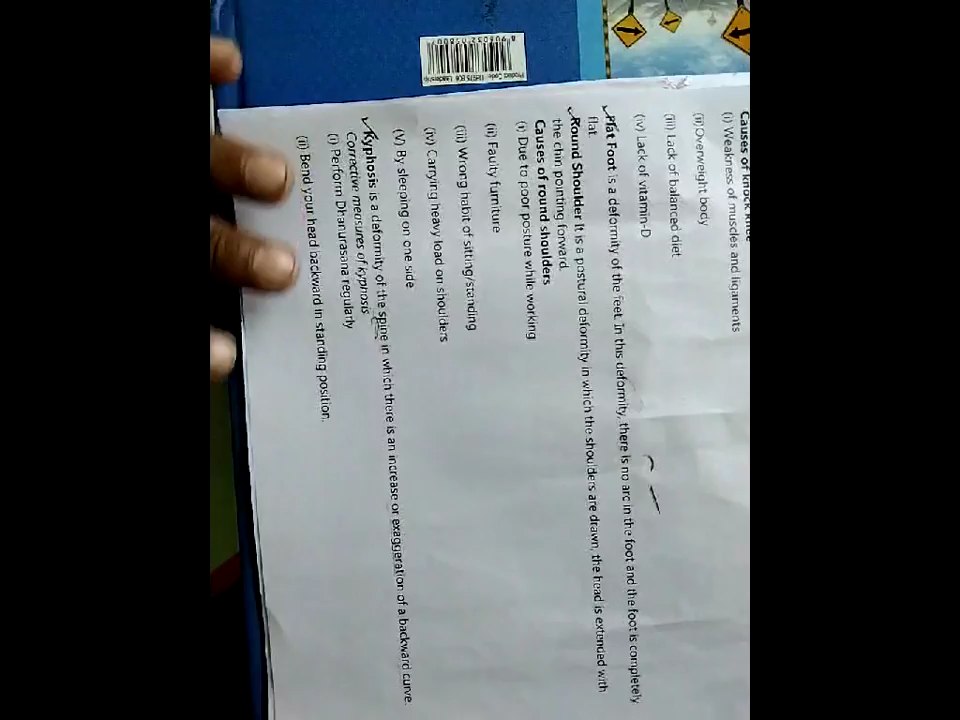 Causes of knock knee
(i) Weakness of muscles and ligaments
(ii) Overweight body
(iii) Lack of balanced diet
(iv) Lack of vitamin-D
Flat Foot is a deformity of the feet. In this deformity, there is no arc in the foot and the foot is completely
flat.
Round Shoulder It is a postural deformity in which the shoulders are drawn, the head is extended with
the chin pointing forward.
Causes of round shoulders
(i) Due to poor posture while working
(ii) Faulty furniture
(iii) Wrong habit of sitting/standing
(iv) Carrying heavy load on shoulders
(V) By sleeping on one side
Kyphosis is a deformity of the spine in which there is an increase or exaggeration of a backward curve.
Corrective measures of kyphosis
(i) Perform Dhanurasana regularly
(ii) Bend your head backward in standing position.
Product Code: